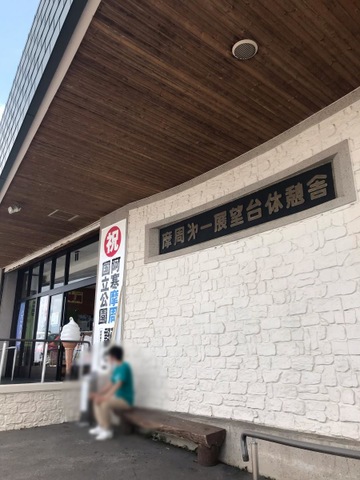 摩周第一展望台休憩舎
祝
阿寒摩周
国立公園